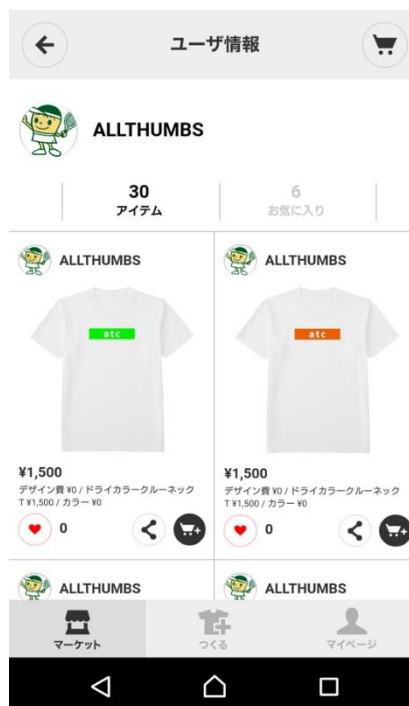 ユーザ情報
ALLTHUMBS
30
アイテム
6
お気に入り
ALLTHUMBS
atc
¥1,500
デザイン費 ¥0 / ドライカラークルーネック
T ¥1,500 / カラー ¥0
0
ALLTHUMBS
atc
¥1,500
デザイン費 ¥0 / ドライカラークルーネック
T ¥1,500 / カラー ¥0
0
ALLTHUMBS
ALLTHUMBS
マーケット
つくる
マイページ